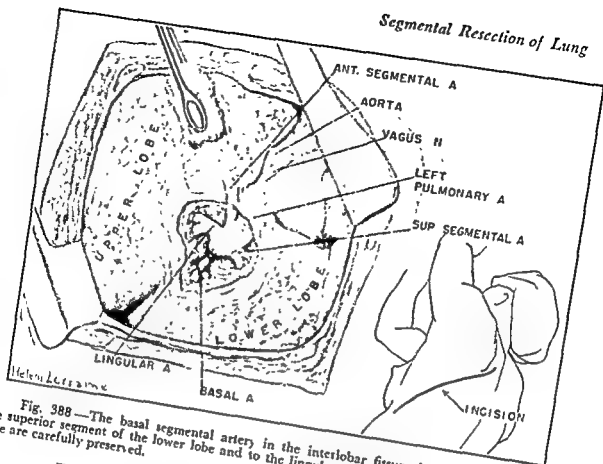 Segmental Resection of Lung
ANT. SEGMENTAL A
AORTA
VAGUS N
LEFT
PULMONARY A
SUP SEGMENTAL A
UPPER LOBE
LOWER LOBE
LINGULAR A
BASAL A
INCISION
Helen Lorraine
Fig. 388—The basal segmental artery in the interlobar
superior segment of the lower lobe and to the
are carefully preserved.